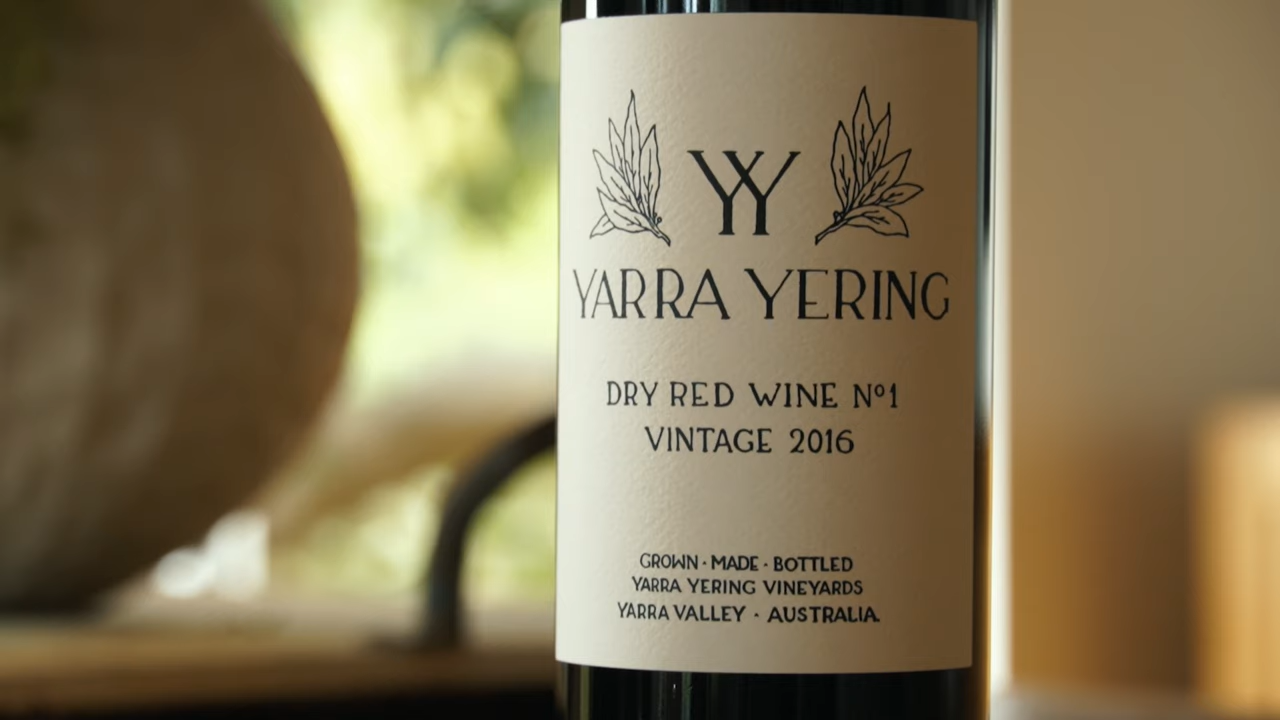 YY
YARRA YERING
DRY RED WINE Nº1
VINTAGE 2016
GROWN · MADE · BOTTLED
YARRA YERING VINEYARDS
YARRA VALLEY · AUSTRALIA.